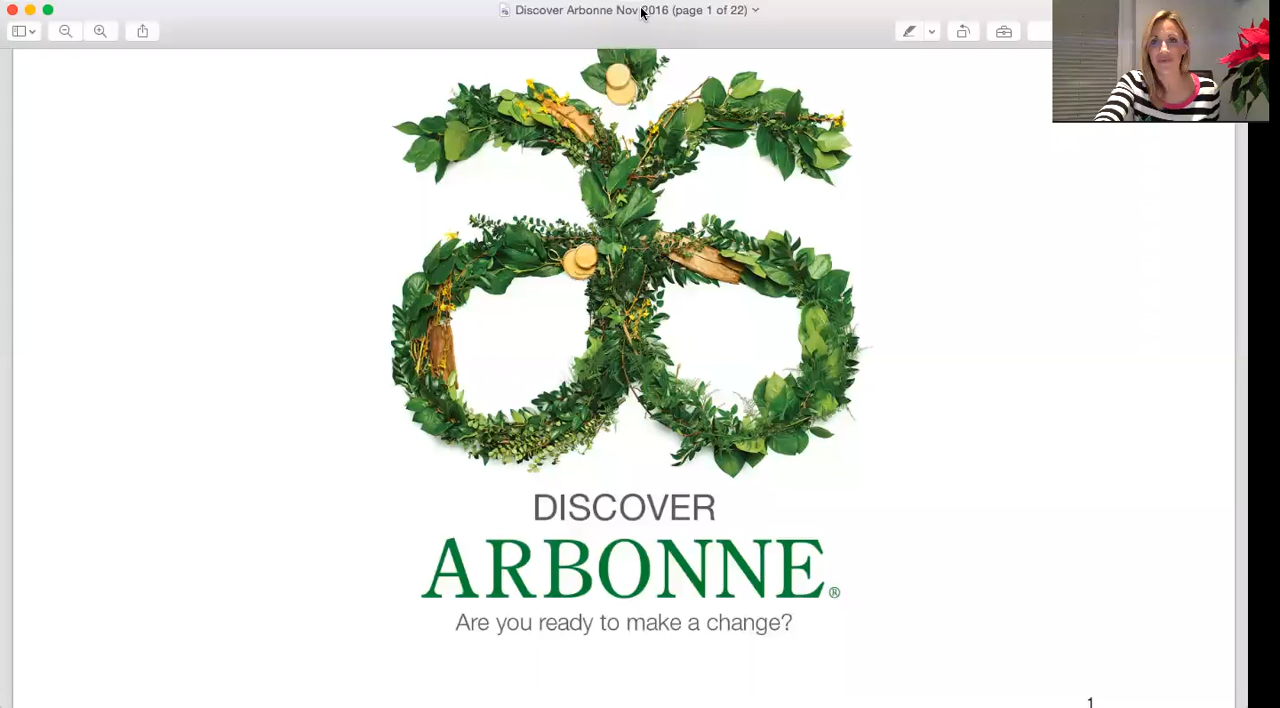 Discover Arbonne Nov 2016 (page 1 of 22)
DISCOVER
ARBONNE®
Are you ready to make a change?
1